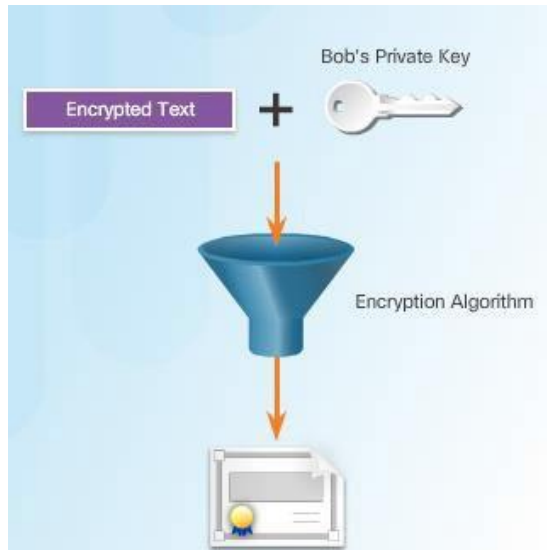 Bob's Private Key
Encrypted Text
+
Encryption Algorithm